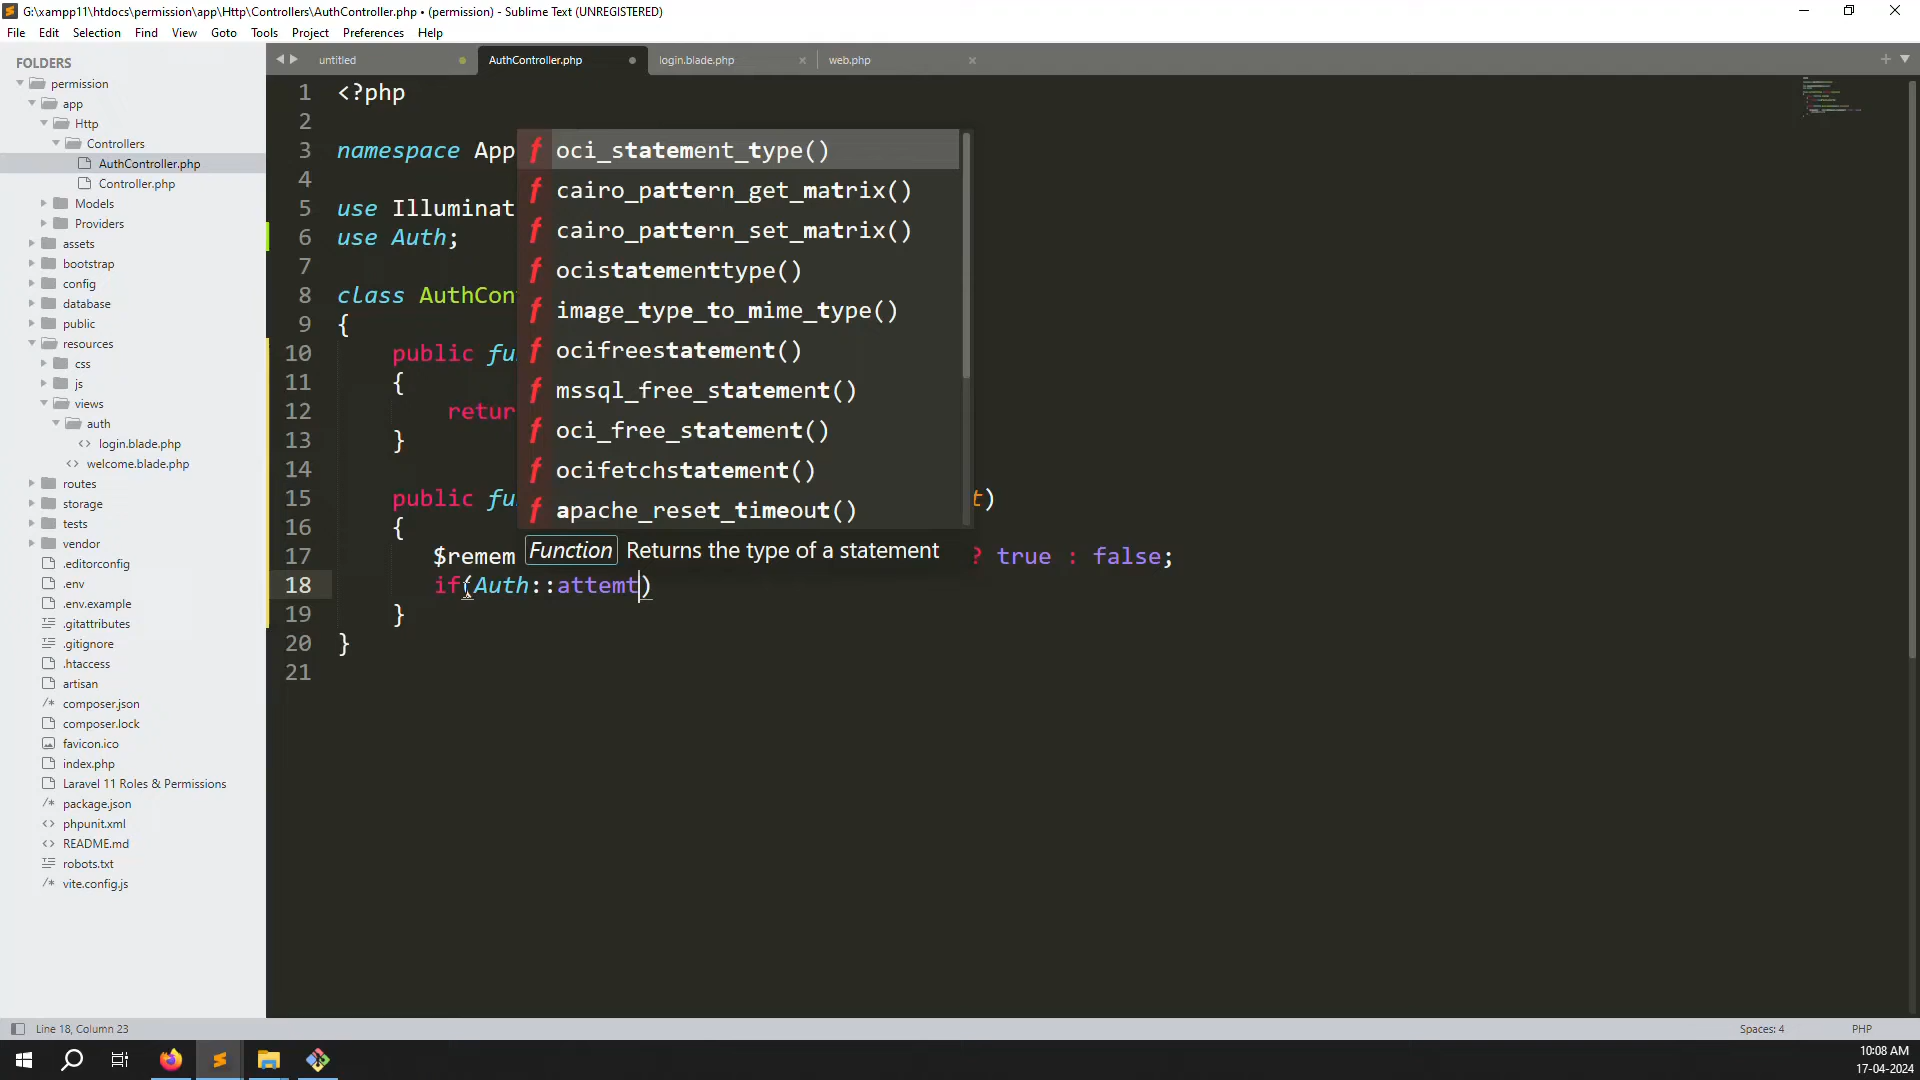 G:\xampp11\htdocs\permission\app\Http\Controllers\AuthController.php • (permission) - Sublime Text (UNREGISTERED)
File Edit Selection Find View Goto Tools Project Preferences Help
FOLDERS
permission
app
Http
Controllers
AuthController.php
Controller.php
Models
Providers
assets
bootstrap
config
database
public
resources
css
js
views
auth
login.blade.php
welcome.blade.php
routes
storage
tests
vendor
.editorconfig
.env
.env.example
.gitattributes
.gitignore
.htaccess
artisan
composer.json
composer.lock
favicon.ico
index.php
Laravel 11 Roles & Permissions
package.json
phpunit.xml
README.md
robots.txt
vite.config.js
untitled AuthController.php login.blade.php web.php
1 <?php
2
3 namespace App
4
5 use Illuminat
6 use Auth;
7
8 class AuthCon
9 {
10 public fu
11 {
12 retur
13 }
14
15 public fu t)
16 {
17 $remem ? true : false;
18 if(Auth::attemt)
19 }
20 }
21
f oci_statement_type()
f cairo_pattern_get_matrix()
f cairo_pattern_set_matrix()
f ocistatementtype()
f image_type_to_mime_type()
f ocifreestatement()
f mssql_free_statement()
f oci_free_statement()
f ocifetchstatement()
f apache_reset_timeout()
Function Returns the type of a statement
Line 18, Column 23 Spaces: 4 PHP
10:08 AM
17-04-2024